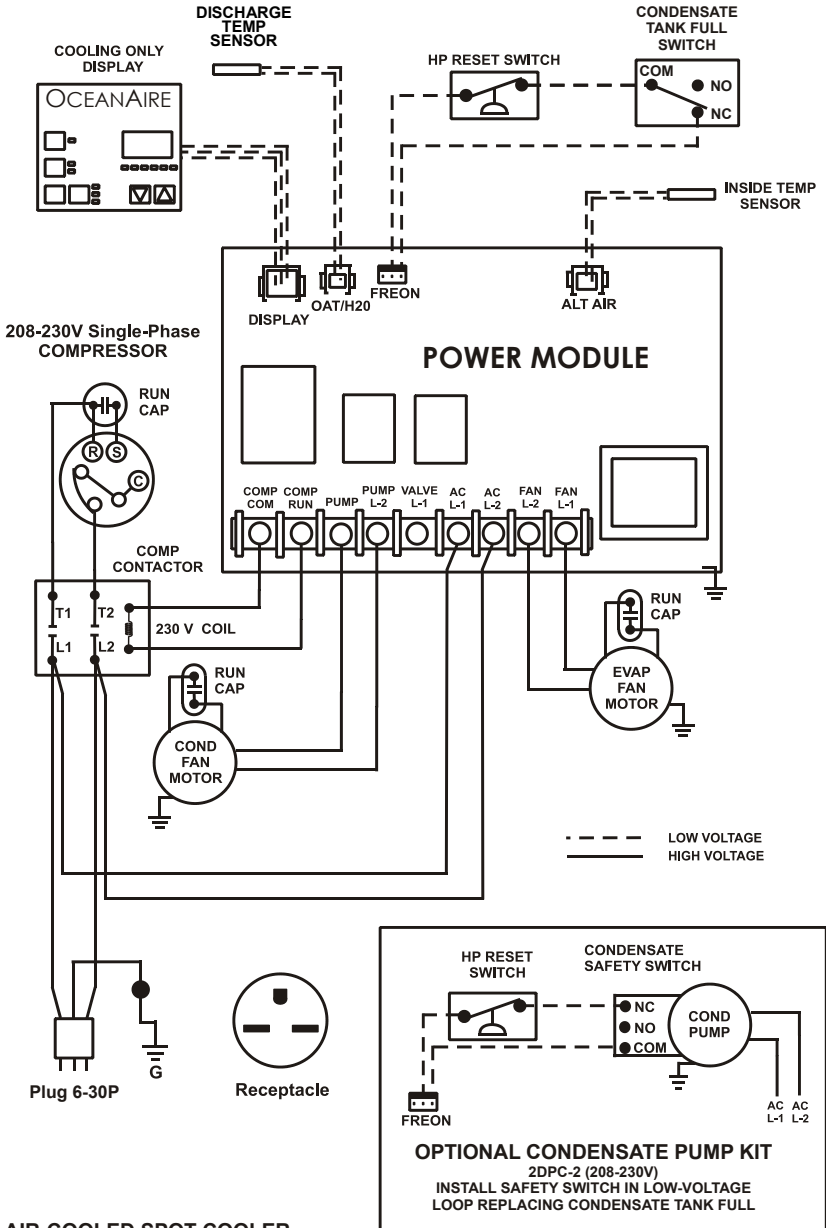 DISCHARGE
TEMP
SENSOR
CONDENSATE
TANK FULL
SWITCH
COOLING ONLY
DISPLAY
HP RESET SWITCH
COM
NO
NC
OCEANAIRE
INSIDE TEMP
SENSOR
DISPLAY
OAT/H20
FREON
ALT AIR
208-230V Single-Phase
COMPRESSOR
POWER MODULE
RUN
CAP
R
S
C
COMP
COM
COMP
RUN
PUMP
PUMP
L-2
VALVE
L-1
AC
L-1
AC
L-2
FAN
L-2
FAN
L-1
COMP
CONTACTOR
T1
T2
230 V COIL
L1
L2
RUN
CAP
COND
FAN
MOTOR
RUN
CAP
EVAP
FAN
MOTOR
LOW VOLTAGE
HIGH VOLTAGE
G
Plug 6-30P
Receptacle
HP RESET
SWITCH
CONDENSATE
SAFETY SWITCH
NC
NO
COM
COND
PUMP
FREON
AC
L-1
AC
L-2
OPTIONAL CONDENSATE PUMP KIT
2DPC-2 (208-230V)
INSTALL SAFETY SWITCH IN LOW-VOLTAGE
LOOP REPLACING CONDENSATE TANK FULL
AIR-COOLED SPOT COOLER